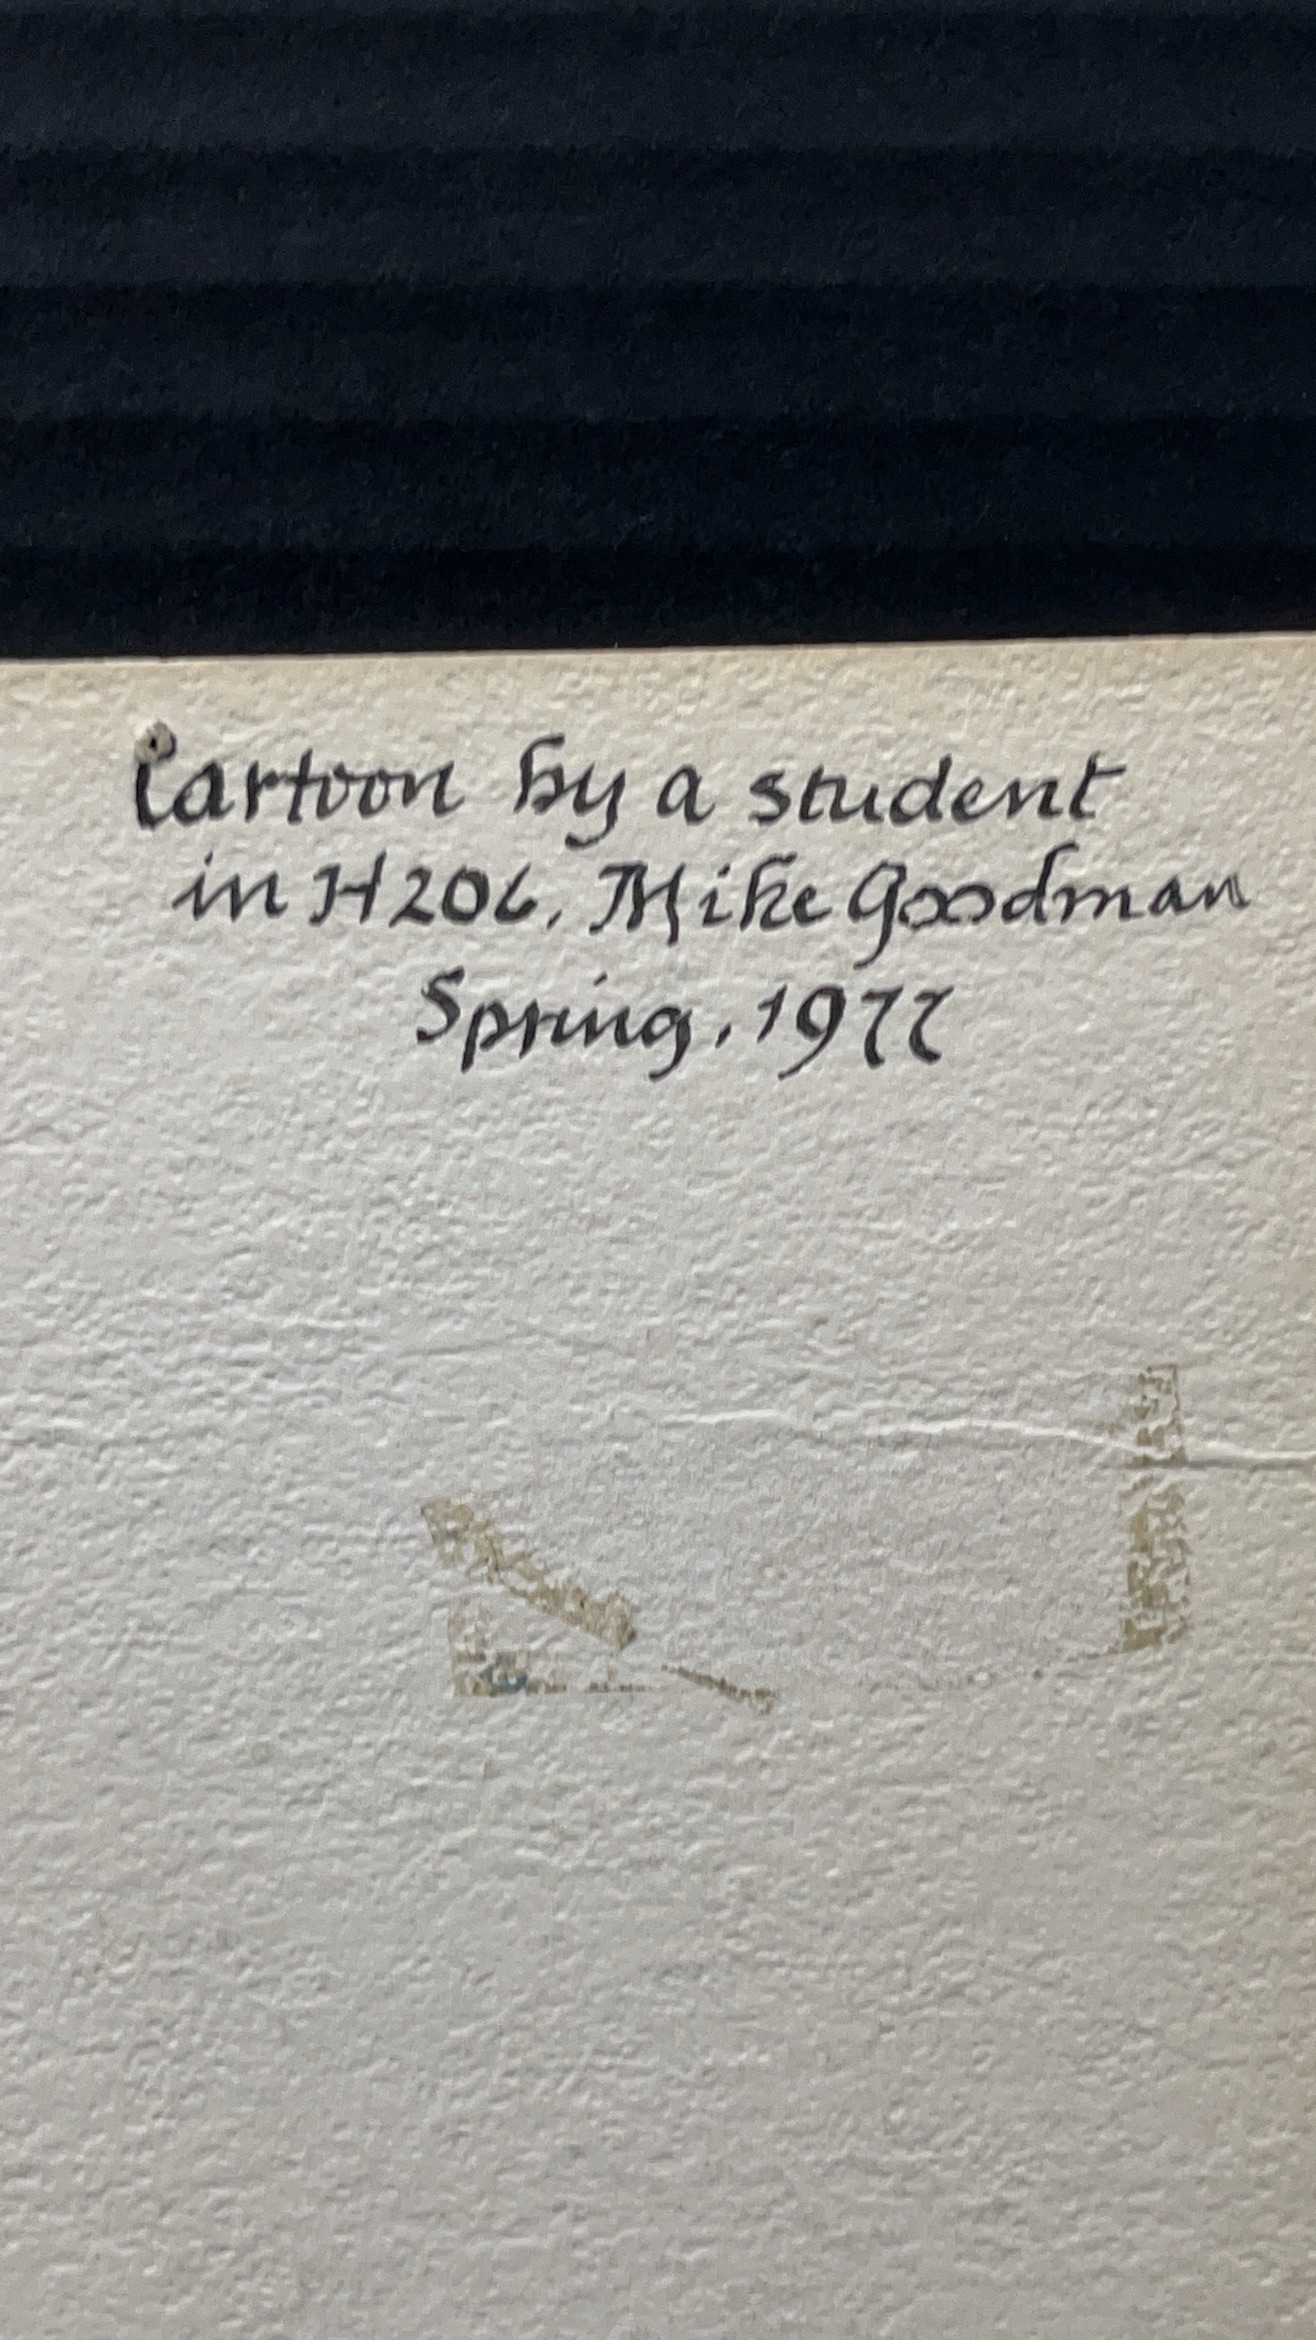 Cartoon by a student
in H206, Mike Goodman
Spring, 1977